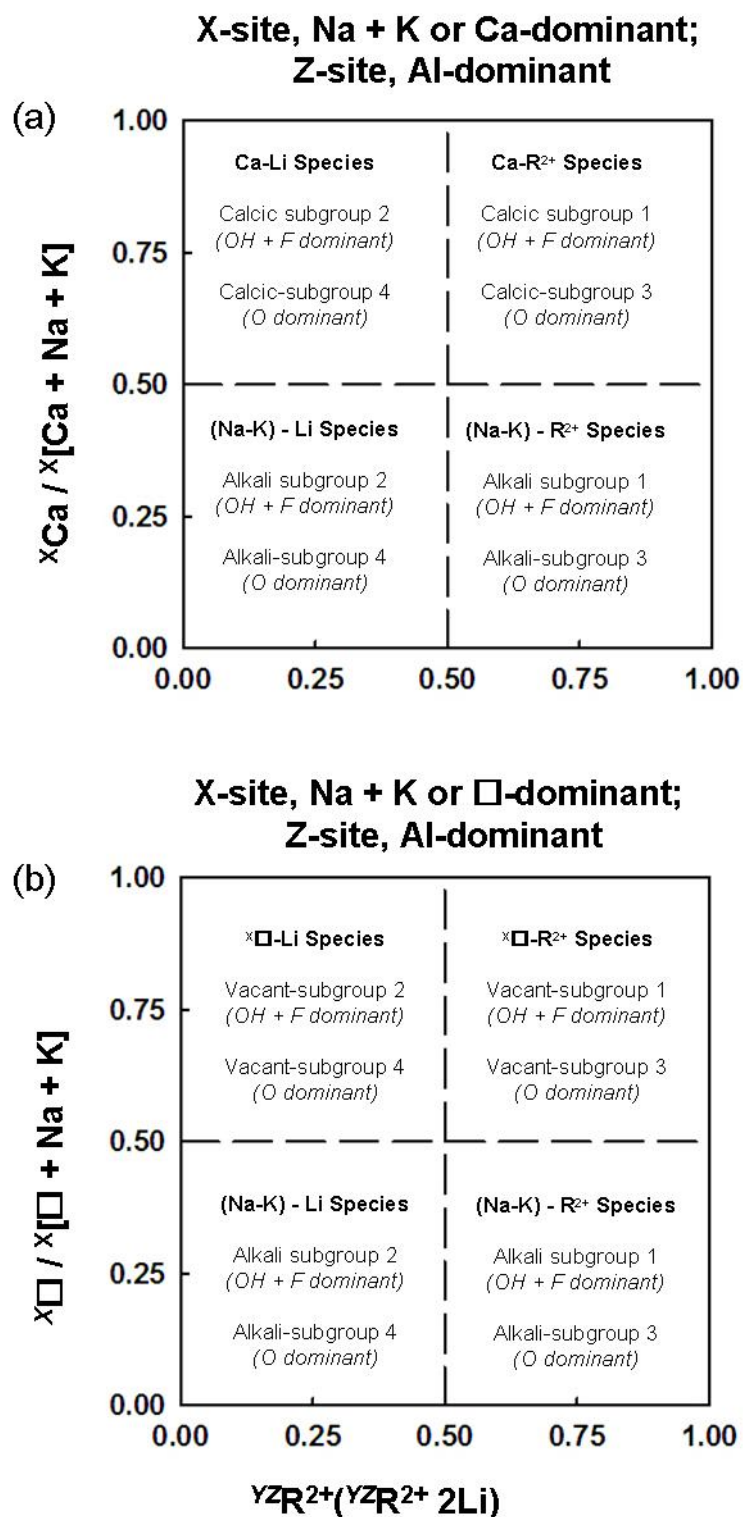 X-site, Na + K or Ca-dominant;
Z-site, Al-dominant
(a)
1.00
Ca-Li Species
Ca-R²⁺ Species
Calcic subgroup 2
(OH + F dominant)
Calcic subgroup 1
(OH + F dominant)
0.75
Calcic-subgroup 4
(O dominant)
Calcic-subgroup 3
(O dominant)
ˣCa / ˣ[Ca + Na + K]
0.50
(Na-K) - Li Species
(Na-K) - R²⁺ Species
Alkali subgroup 2
(OH + F dominant)
Alkali subgroup 1
(OH + F dominant)
0.25
Alkali-subgroup 4
(O dominant)
Alkali-subgroup 3
(O dominant)
0.00
0.00 0.25 0.50 0.75 1.00
X-site, Na + K or □-dominant;
Z-site, Al-dominant
(b)
1.00
ˣ□-Li Species
ˣ□-R²⁺ Species
Vacant-subgroup 2
(OH + F dominant)
Vacant-subgroup 1
(OH + F dominant)
0.75
Vacant-subgroup 4
(O dominant)
Vacant-subgroup 3
(O dominant)
ˣ□ / ˣ[□ + Na + K]
0.50
(Na-K) - Li Species
(Na-K) - R²⁺ Species
Alkali subgroup 2
(OH + F dominant)
Alkali subgroup 1
(OH + F dominant)
0.25
Alkali-subgroup 4
(O dominant)
Alkali-subgroup 3
(O dominant)
0.00
0.00 0.25 0.50 0.75 1.00
YZR²⁺(YZR²⁺ 2Li)